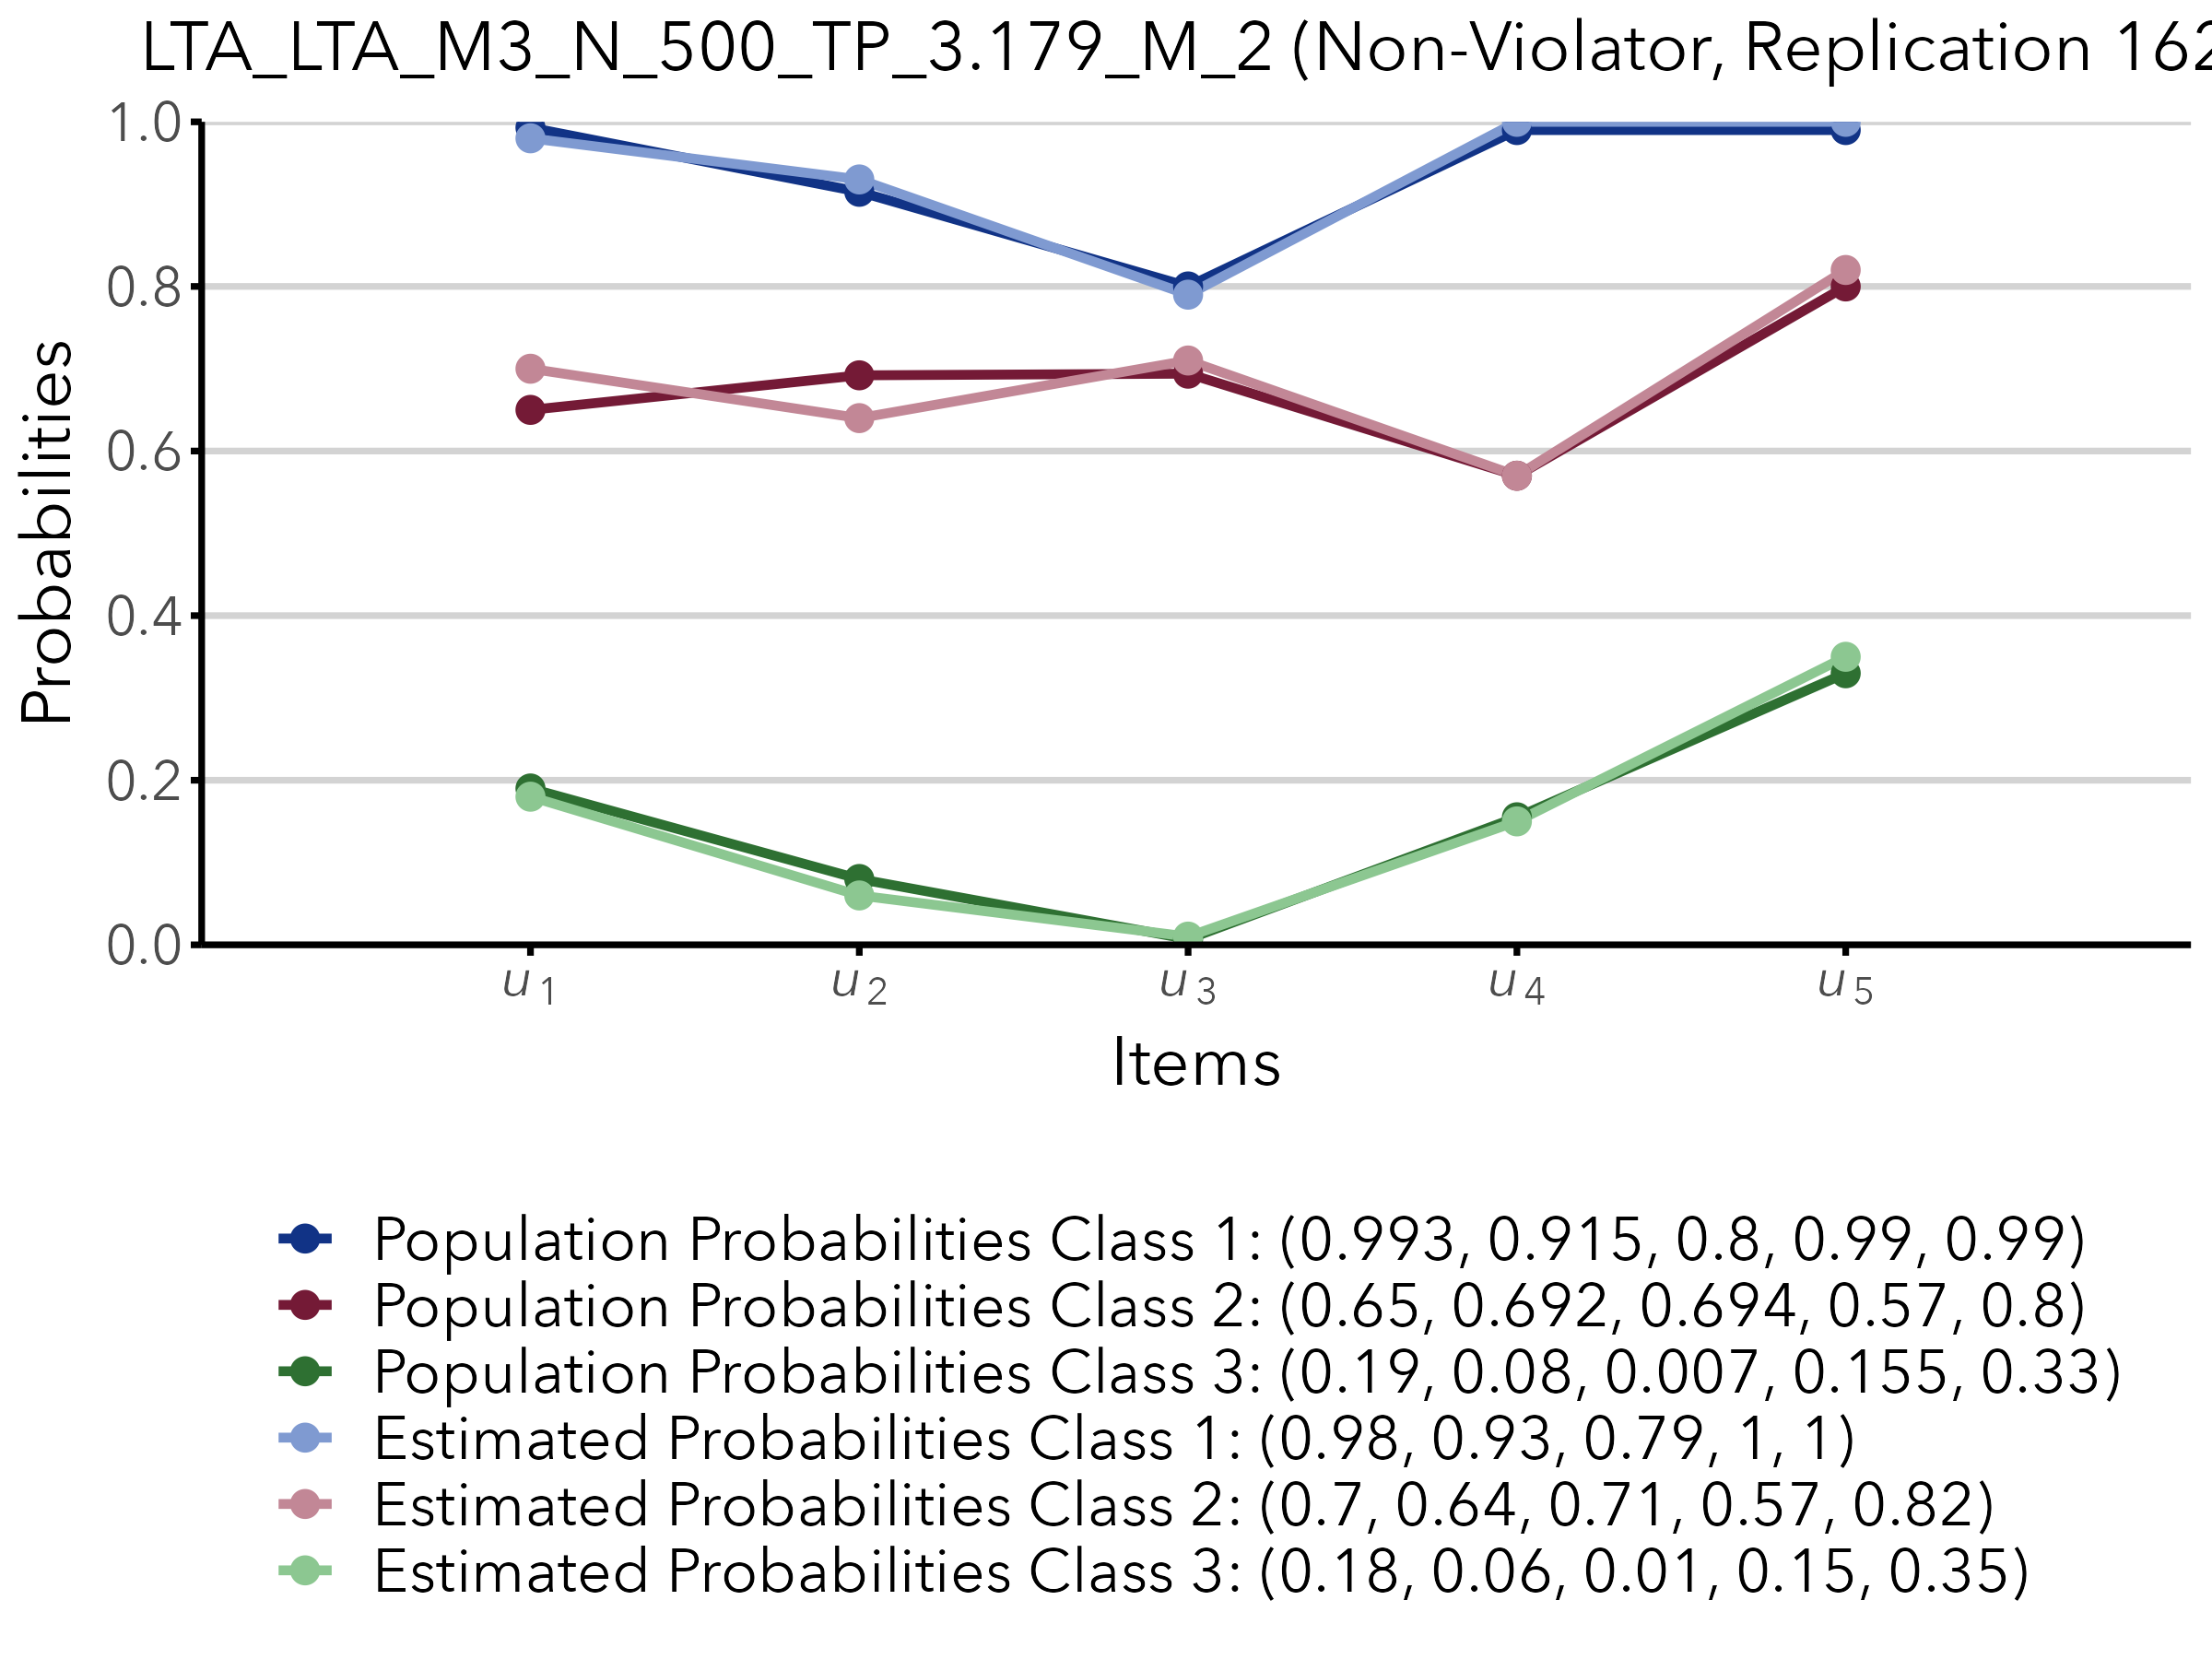 LTA_LTA_M3_N_500_TP_3.179_M_2 (Non-Violator, Replication 162
1.0
0.8
0.6
0.4
0.2
0.0
Probabilities
u1 u2 u3 u4 u5
Items
Population Probabilities Class 1: (0.993, 0.915, 0.8, 0.99, 0.99)
Population Probabilities Class 2: (0.65, 0.692, 0.694, 0.57, 0.8)
Population Probabilities Class 3: (0.19, 0.08, 0.007, 0.155, 0.33)
Estimated Probabilities Class 1: (0.98, 0.93, 0.79, 1, 1)
Estimated Probabilities Class 2: (0.7, 0.64, 0.71, 0.57, 0.82)
Estimated Probabilities Class 3: (0.18, 0.06, 0.01, 0.15, 0.35)